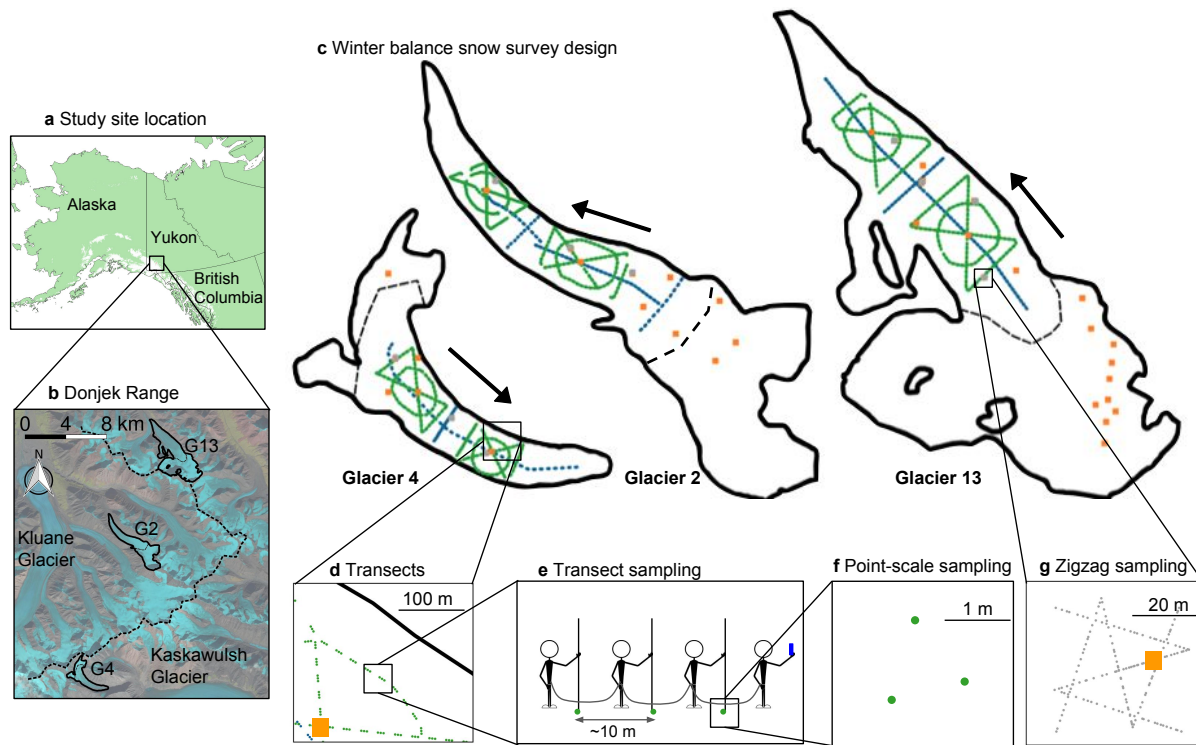 c Winter balance snow survey design
a Study site location
Alaska
Yukon
British
Columbia
b Donjek Range
0 4 8 km
N
G13
G2
Kluane
Glacier
G4
Kaskawulsh
Glacier
Glacier 4
Glacier 2
Glacier 13
d Transects
100 m
e Transect sampling
~10 m
f Point-scale sampling
1 m
g Zigzag sampling
20 m